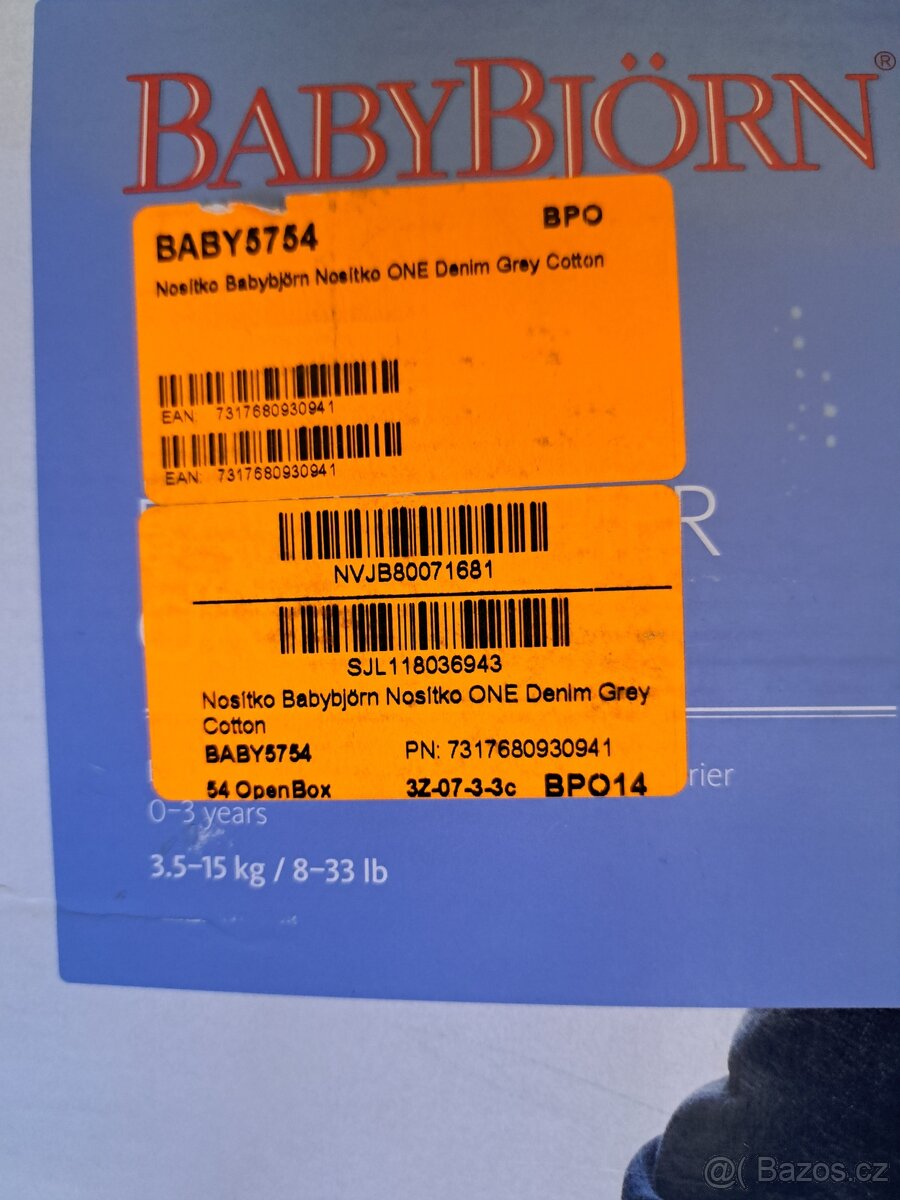 BABYBJÖRN®
BABY5754 BPO
Nosítko Babybjörn Nosítko ONE Denim Grey Cotton
EAN: 7317680930941
EAN: 7317680930941
R
NVJB80071681
SJL118036943
Nosítko Babybjörn Nosítko ONE Denim Grey
Cotton
BABY5754 PN: 7317680930941
54 OpenBox 3Z-07-3-3c BPO14
rier
0–3 years
3.5–15 kg / 8–33 lb
@( Bazos.cz